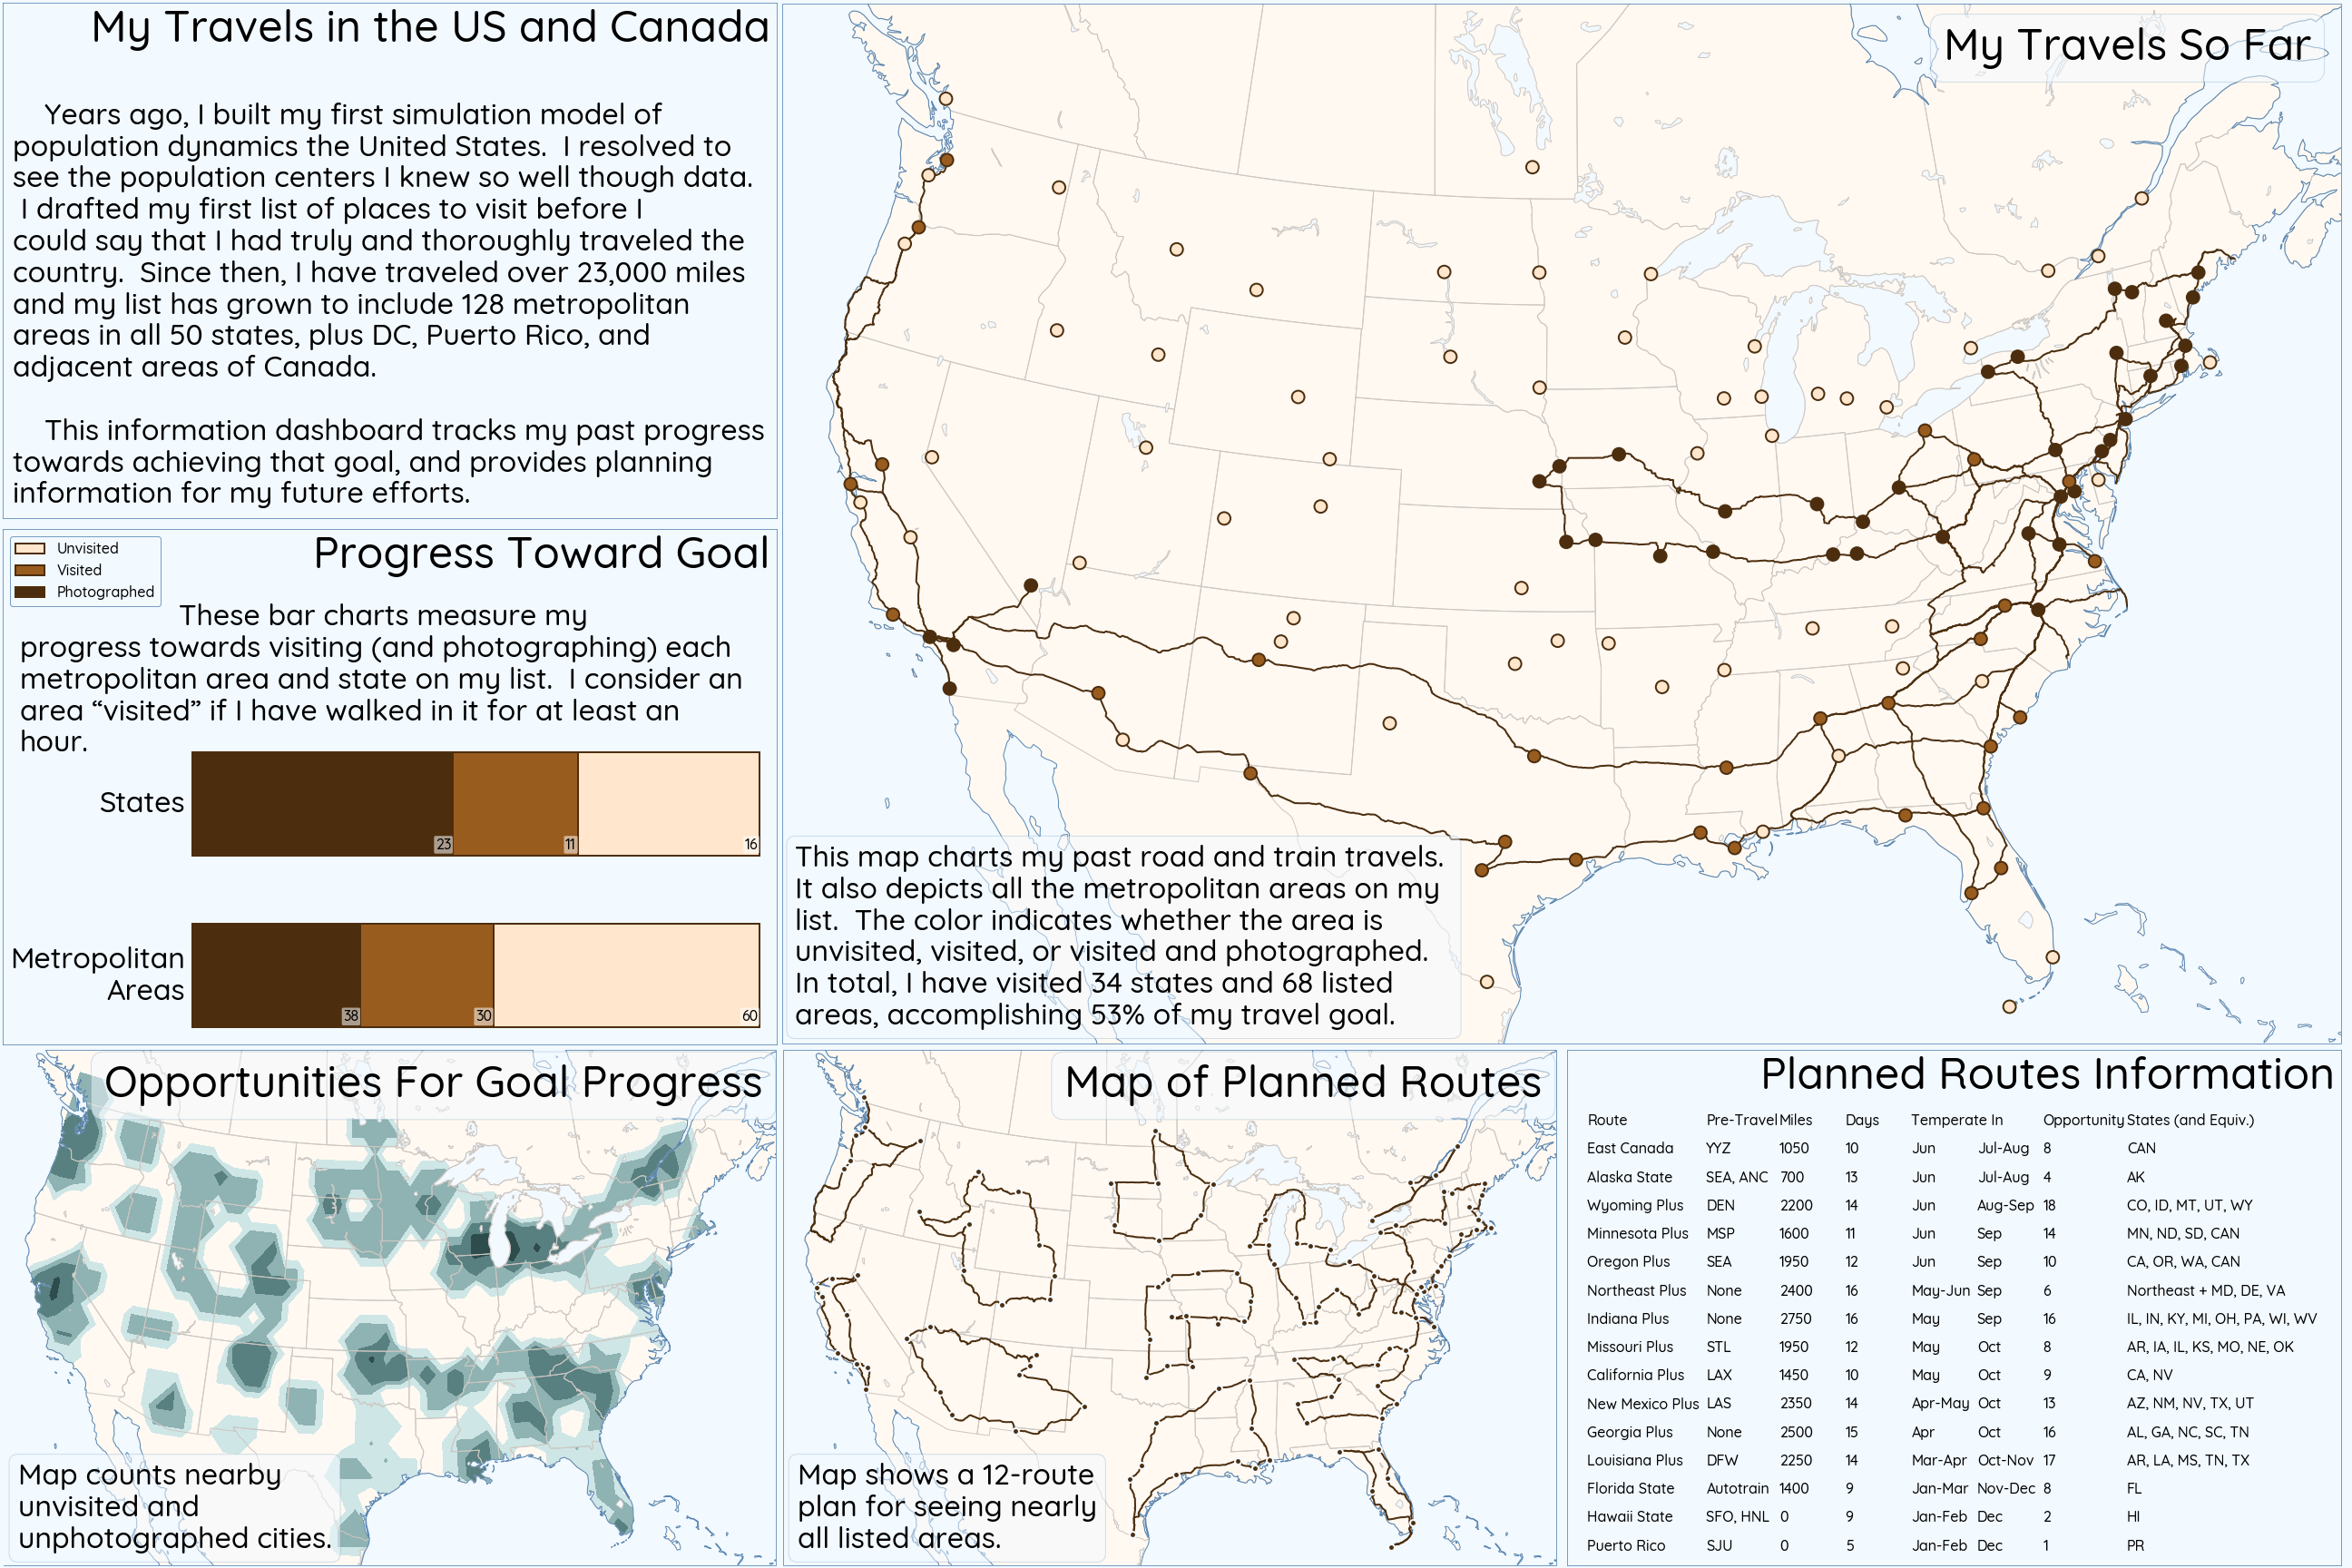 My Travels in the US and Canada
Years ago, I built my first simulation model of
population dynamics the United States.  I resolved to
see the population centers I knew so well though data.
I drafted my first list of places to visit before I
could say that I had truly and thoroughly traveled the
country.  Since then, I have traveled over 23,000 miles
and my list has grown to include 128 metropolitan
areas in all 50 states, plus DC, Puerto Rico, and
adjacent areas of Canada.
This information dashboard tracks my past progress
towards achieving that goal, and provides planning
information for my future efforts.
Progress Toward Goal
Unvisited
Visited
Photographed
These bar charts measure my
progress towards visiting (and photographing) each
metropolitan area and state on my list.  I consider an
area “visited” if I have walked in it for at least an
hour.
States
23 11 16
Metropolitan
Areas
38 30 60
My Travels So Far
This map charts my past road and train travels.
It also depicts all the metropolitan areas on my
list.  The color indicates whether the area is
unvisited, visited, or visited and photographed.
In total, I have visited 34 states and 68 listed
areas, accomplishing 53% of my travel goal.
Opportunities For Goal Progress
Map counts nearby
unvisited and
unphotographed cities.
Map of Planned Routes
Map shows a 12-route
plan for seeing nearly
all listed areas.
Planned Routes Information
Route Pre-Travel Miles Days Temperate In Opportunity States (and Equiv.)
East Canada YYZ 1050 10 Jun Jul-Aug 8 CAN
Alaska State SEA, ANC 700 13 Jun Jul-Aug 4 AK
Wyoming Plus DEN 2200 14 Jun Aug-Sep 18 CO, ID, MT, UT, WY
Minnesota Plus MSP 1600 11 Jun Sep 14 MN, ND, SD, CAN
Oregon Plus SEA 1950 12 Jun Sep 10 CA, OR, WA, CAN
Northeast Plus None 2400 16 May-Jun Sep 6 Northeast + MD, DE, VA
Indiana Plus None 2750 16 May Sep 16 IL, IN, KY, MI, OH, PA, WI, WV
Missouri Plus STL 1950 12 May Oct 8 AR, IA, IL, KS, MO, NE, OK
California Plus LAX 1450 10 May Oct 9 CA, NV
New Mexico Plus LAS 2350 14 Apr-May Oct 13 AZ, NM, NV, TX, UT
Georgia Plus None 2500 15 Apr Oct 16 AL, GA, NC, SC, TN
Louisiana Plus DFW 2250 14 Mar-Apr Oct-Nov 17 AR, LA, MS, TN, TX
Florida State Autotrain 1400 9 Jan-Mar Nov-Dec 8 FL
Hawaii State SFO, HNL 0 9 Jan-Feb Dec 2 HI
Puerto Rico SJU 0 5 Jan-Feb Dec 1 PR